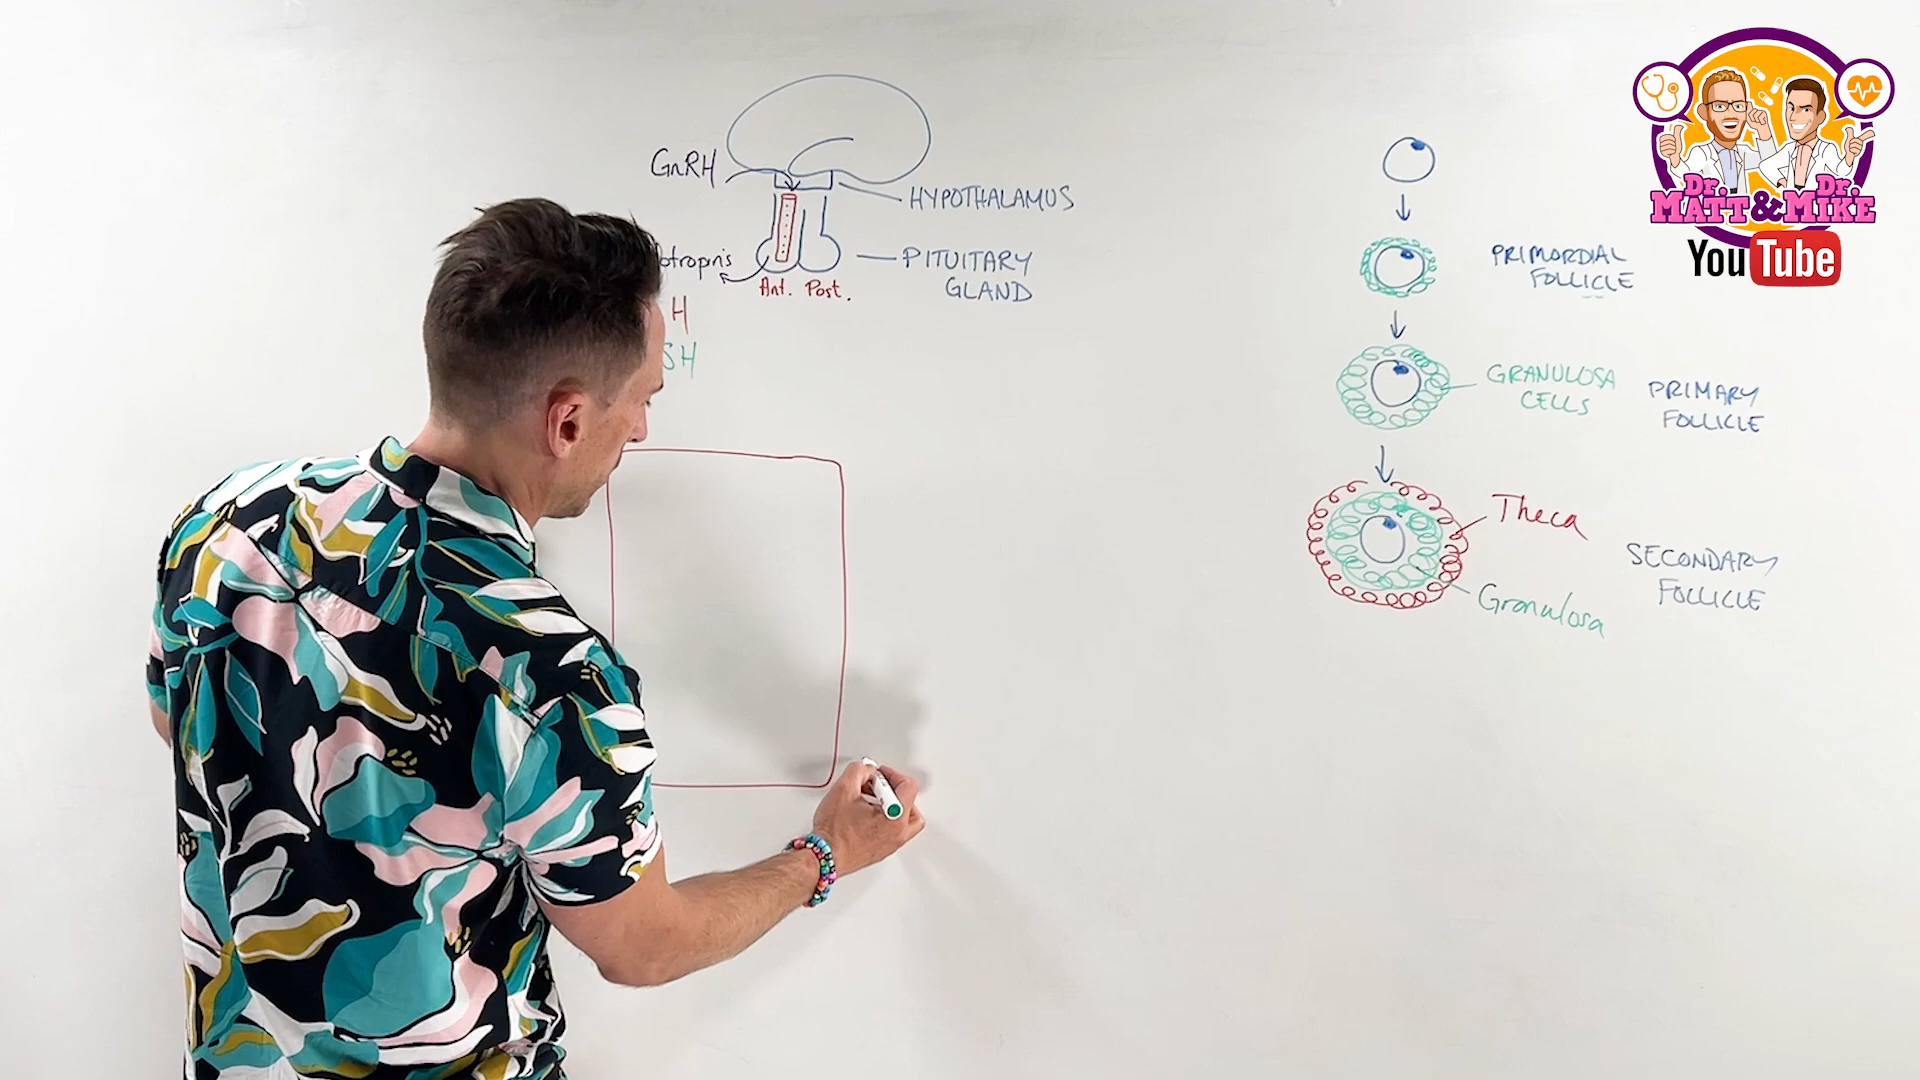 GnRH
HYPOTHALAMUS
PITUITARY
GLAND
Ant. Post.
H
SH
PRIMORDIAL
FOLLICLE
GRANULOSA
CELLS
PRIMARY
FOLLICLE
Theca
SECONDARY
FOLLICLE
Granulosa
Dr. Dr.
MATT & MIKE
YouTube